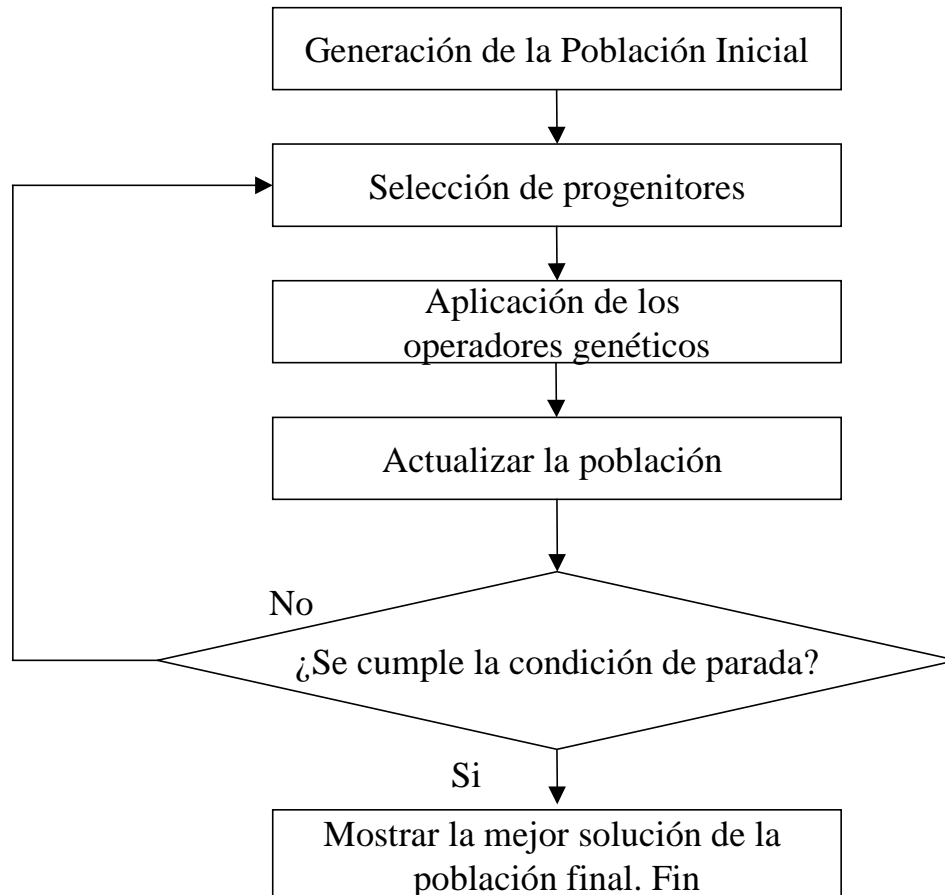 Generación de la Población Inicial
Selección de progenitores
Aplicación de los
operadores genéticos
Actualizar la población
No
¿Se cumple la condición de parada?
Si
Mostrar la mejor solución de la
población final. Fin